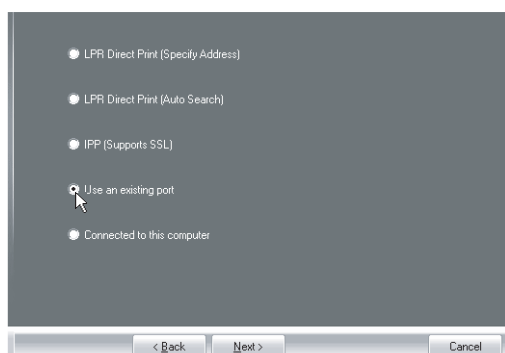 LPR Direct Print (Specify Address)
LPR Direct Print (Auto Search)
IPP (Supports SSL)
Use an existing port
Connected to this computer
< Back Next > Cancel